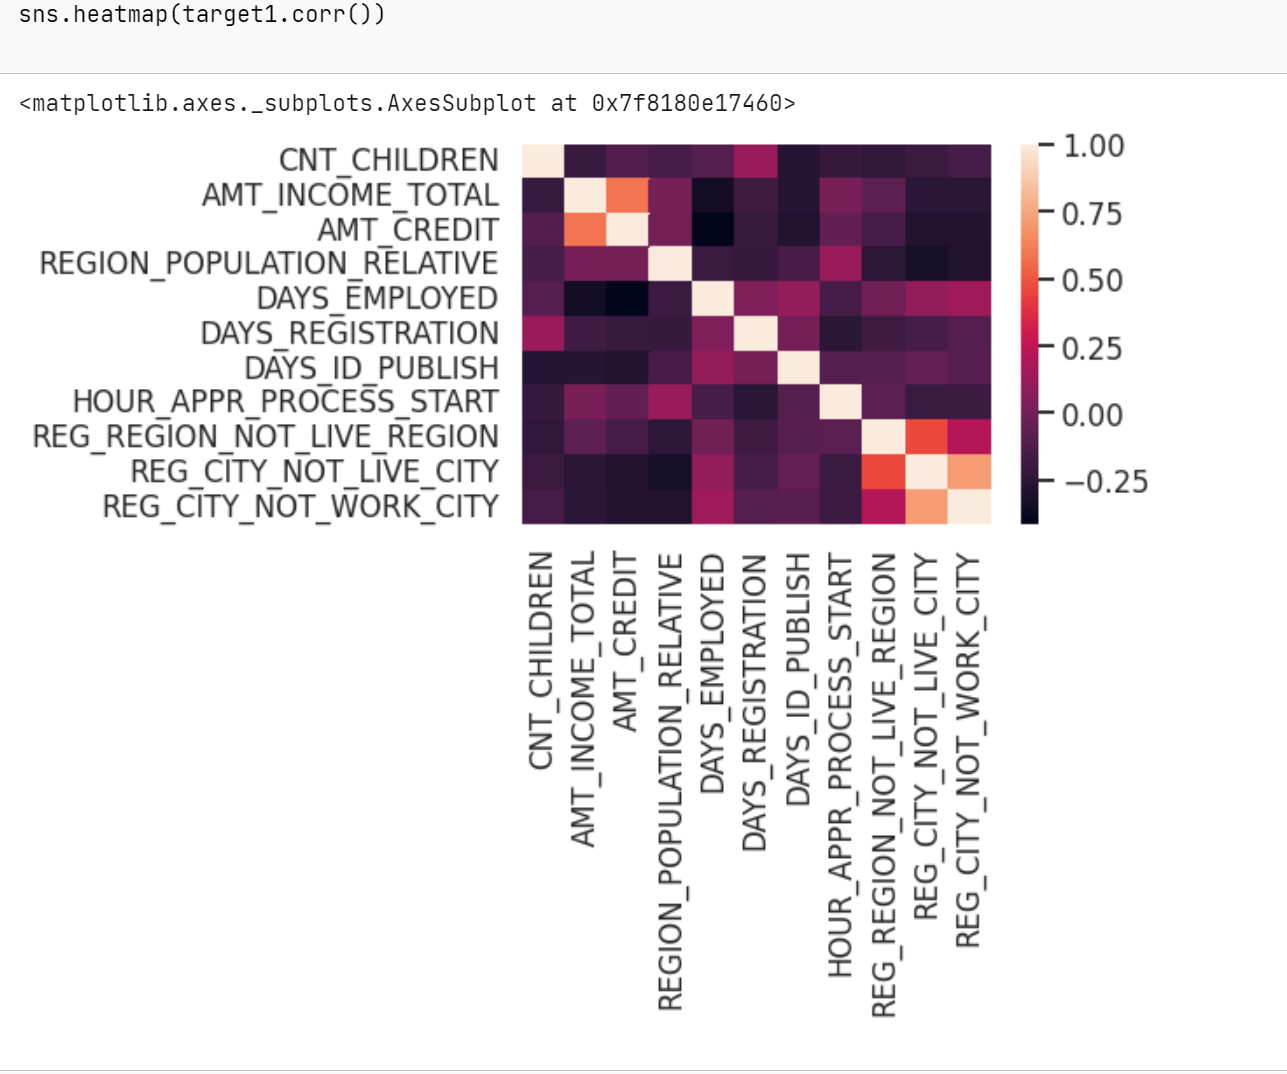 sns.heatmap(target1.corr())
<matplotlib.axes._subplots.AxesSubplot at 0x7f8180e17460>
CNT_CHILDREN
AMT_INCOME_TOTAL
AMT_CREDIT
REGION_POPULATION_RELATIVE
DAYS_EMPLOYED
DAYS_REGISTRATION
DAYS_ID_PUBLISH
HOUR_APPR_PROCESS_START
REG_REGION_NOT_LIVE_REGION
REG_CITY_NOT_LIVE_CITY
REG_CITY_NOT_WORK_CITY
1.00
0.75
0.50
0.25
0.00
−0.25
CNT_CHILDREN
AMT_INCOME_TOTAL
AMT_CREDIT
REGION_POPULATION_RELATIVE
DAYS_EMPLOYED
DAYS_REGISTRATION
DAYS_ID_PUBLISH
HOUR_APPR_PROCESS_START
REG_REGION_NOT_LIVE_REGION
REG_CITY_NOT_LIVE_CITY
REG_CITY_NOT_WORK_CITY